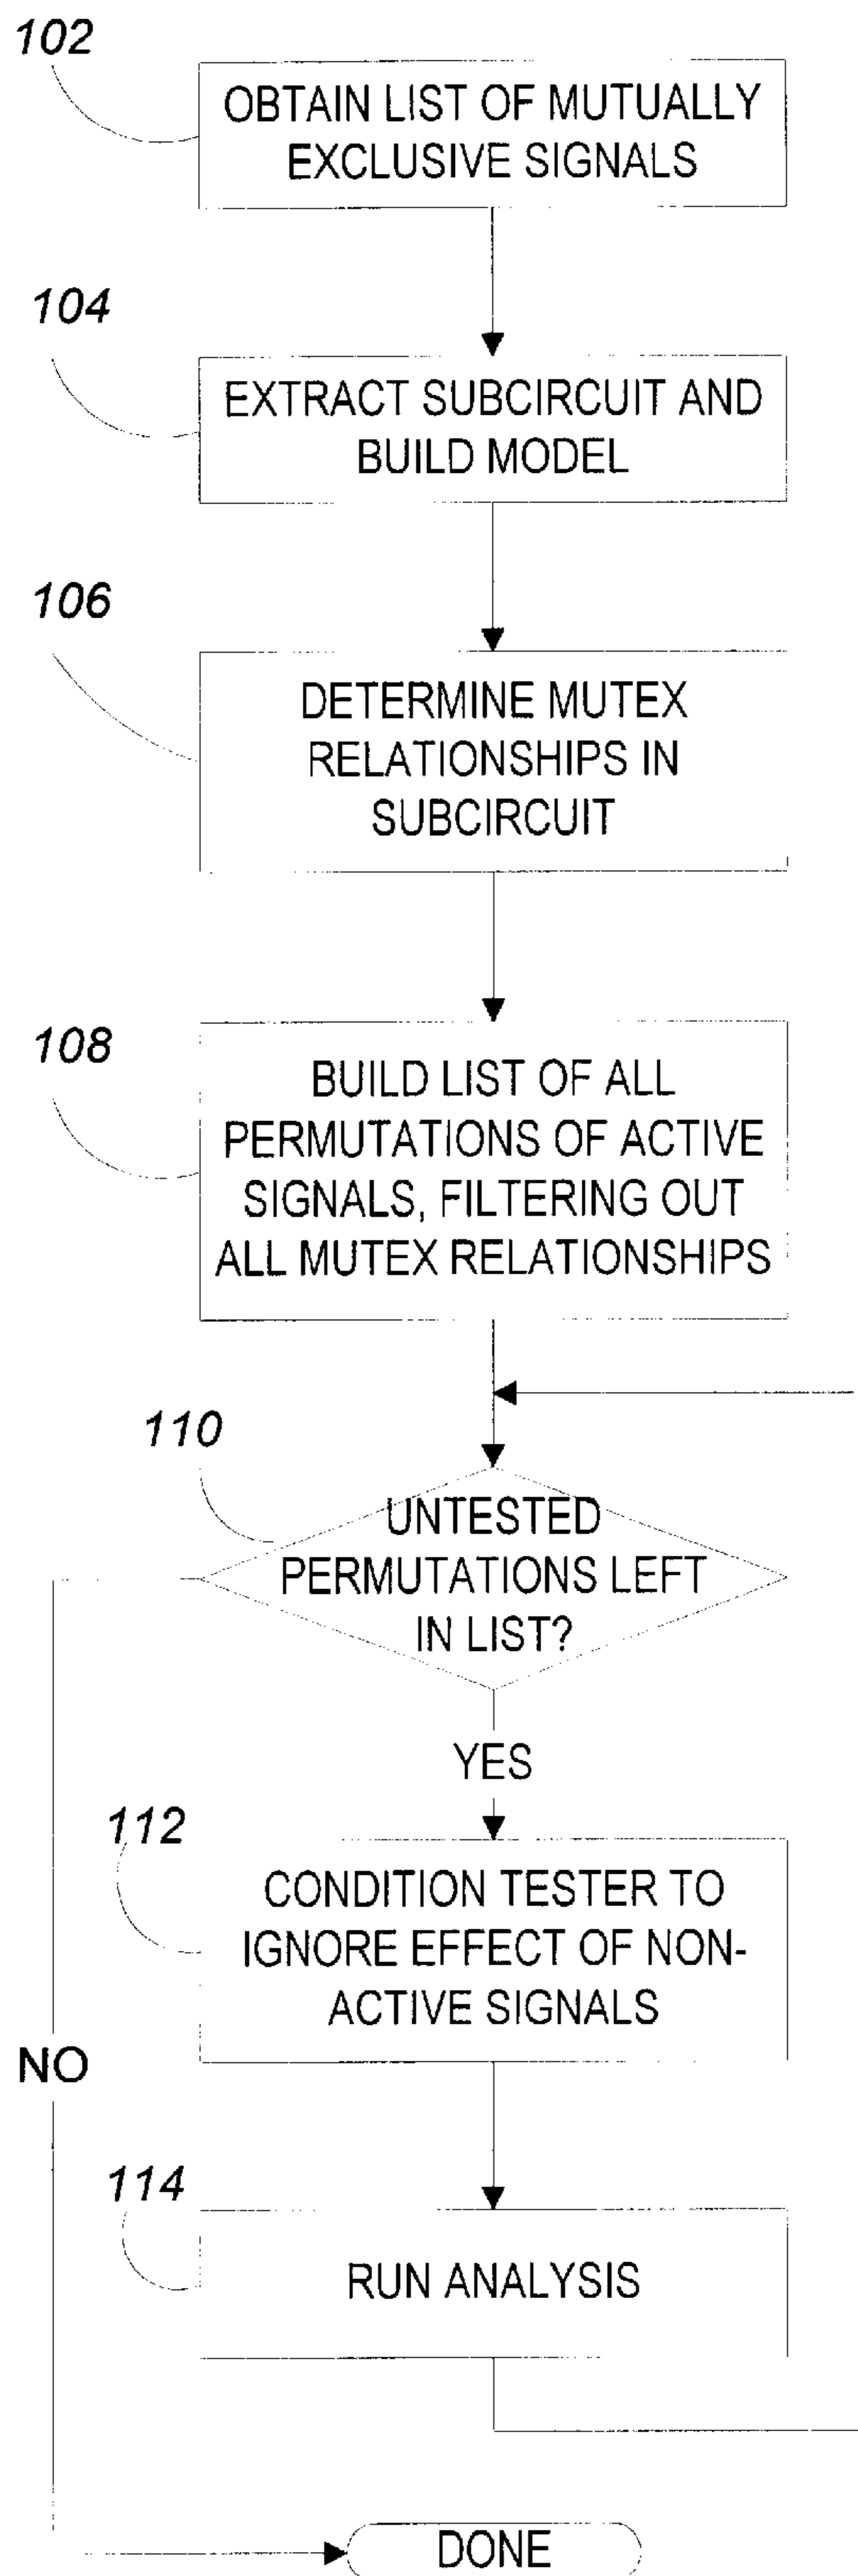 102
OBTAIN LIST OF MUTUALLY
EXCLUSIVE SIGNALS
104
EXTRACT SUBCIRCUIT AND
BUILD MODEL
106
DETERMINE MUTEX
RELATIONSHIPS IN
SUBCIRCUIT
108
BUILD LIST OF ALL
PERMUTATIONS OF ACTIVE
SIGNALS, FILTERING OUT
ALL MUTEX RELATIONSHIPS
110
UNTESTED
PERMUTATIONS LEFT
IN LIST?
YES
112
CONDITION TESTER TO
IGNORE EFFECT OF NON-
ACTIVE SIGNALS
NO
114
RUN ANALYSIS
DONE